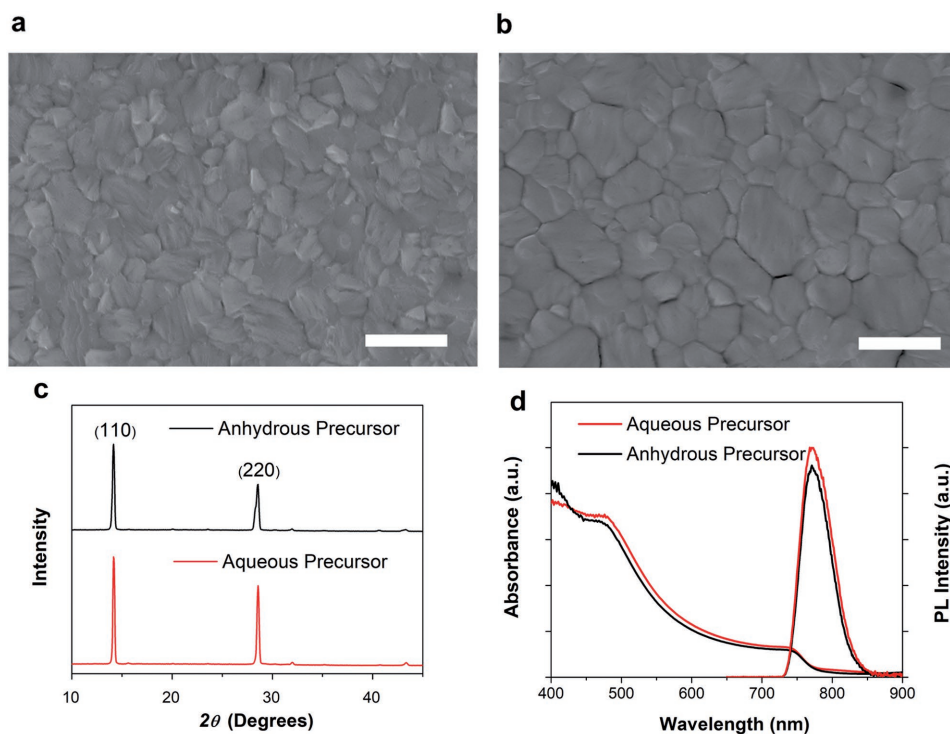 a
b
c
(110)
Anhydrous Precursor
(220)
Aqueous Precursor
Intensity
10
20
30
40
2θ (Degrees)
d
Aqueous Precursor
Anhydrous Precursor
Absorbance (a.u.)
PL Intensity (a.u.)
400
500
600
700
800
900
Wavelength (nm)